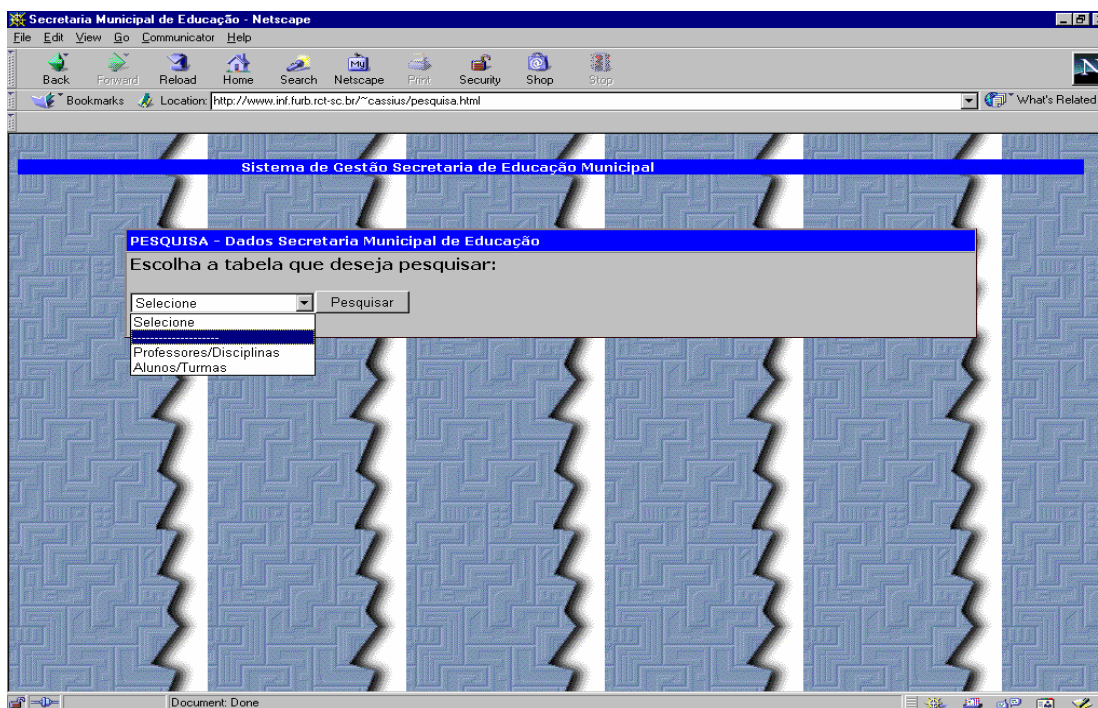 Secretaria Municipal de Educação - Netscape
File Edit View Go Communicator Help
Back Forward Reload Home Search Netscape Print Security Shop Stop
Bookmarks Location: http://www.inf.furb.rct-sc.br/~cassius/pesquisa.html What's Related
Sistema de Gestão Secretaria de Educação Municipal
PESQUISA - Dados Secretaria Municipal de Educação
Escolha a tabela que deseja pesquisar:
Selecione Pesquisar
Selecione
--------------------
Professores/Disciplinas
Alunos/Turmas
Document: Done